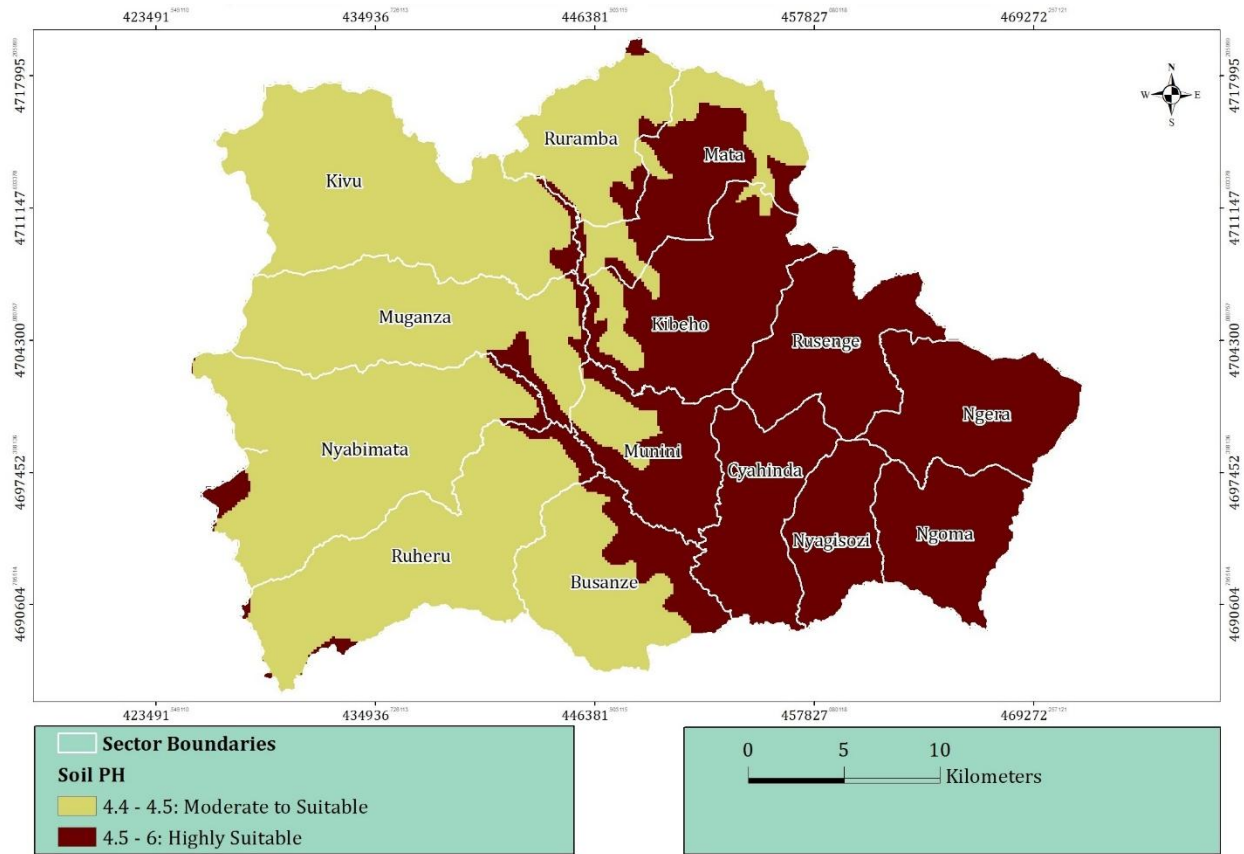 423491 434936 446381 457827 469272
4717995 4717995
N
W E
S
Ruramba
Mata
Kivu
4711147 4711147
Muganza
Kibeho
Rusenge
4704300 4704300
Ngera
Nyabimata
Munini
Cyahinda
4697452 4697452
Nyagisozi
Ngoma
Ruheru
Busanze
4690604 4690604
423491 434936 446381 457827 469272
Sector Boundaries
Soil PH
4.4 - 4.5: Moderate to Suitable
4.5 - 6: Highly Suitable
0 5 10
Kilometers